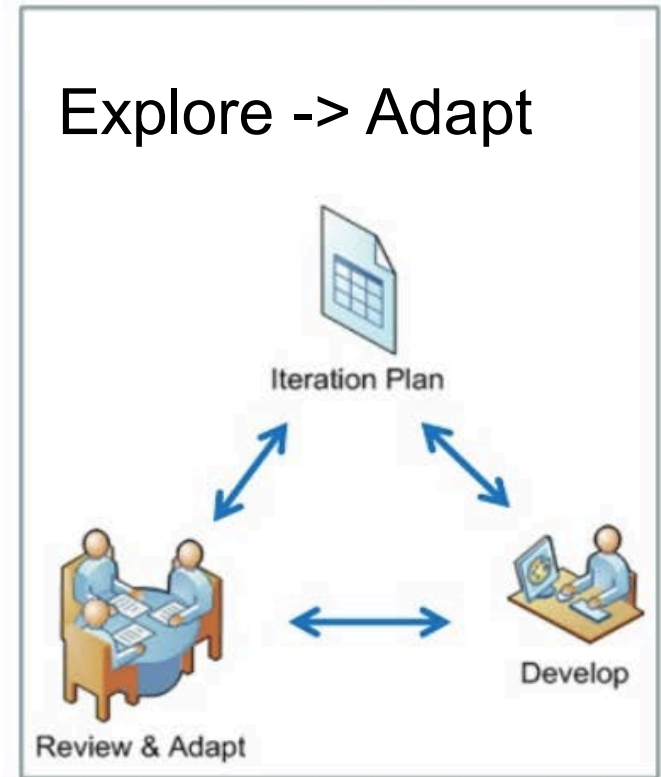 Explore -> Adapt
Iteration Plan
Develop
Review & Adapt